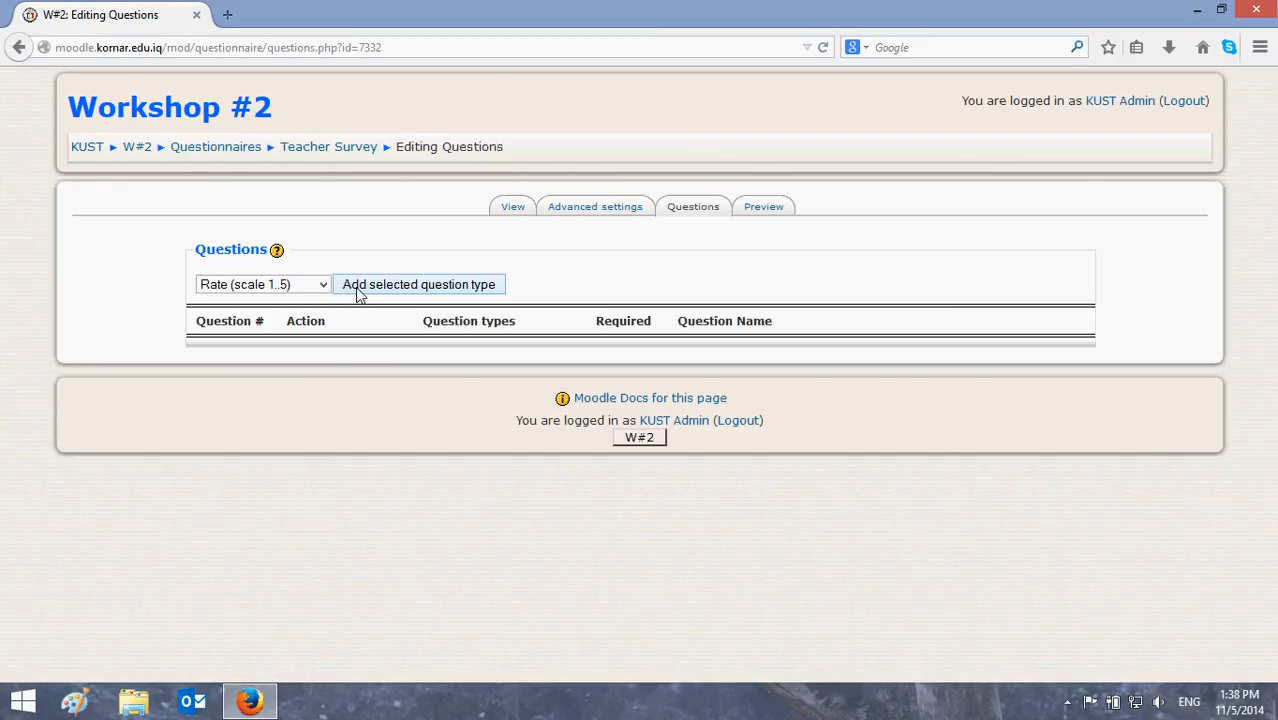 W#2: Editing Questions
moodle.komar.edu.iq/mod/questionnaire/questions.php?id=7332
Google
Workshop #2
You are logged in as KUST Admin (Logout)
KUST ► W#2 ► Questionnaires ► Teacher Survey ► Editing Questions
View Advanced settings Questions Preview
Questions
Rate (scale 1..5) Add selected question type
Question # Action Question types Required Question Name
Moodle Docs for this page
You are logged in as KUST Admin (Logout)
W#2
ENG
1:38 PM
11/5/2014